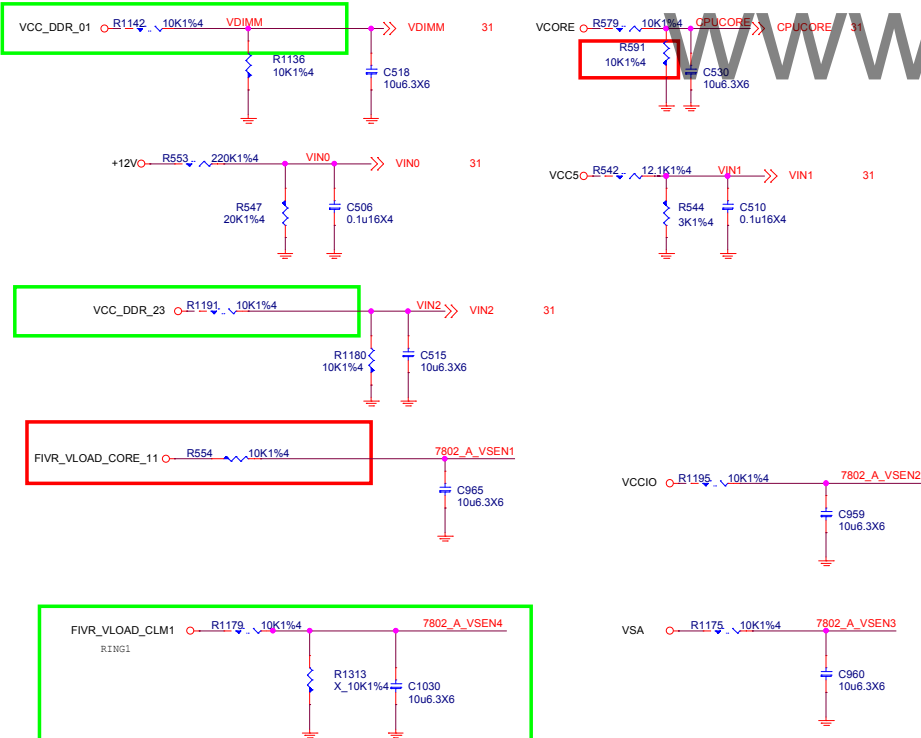 VCC_DDR_01 R1142 10K1%4 VDIMM VDIMM 31
R1136
10K1%4
C518
10u6.3X6
VCORE R579 10K1%4 CPUCORE CPUCORE 31
R591
10K1%4
C530
10u6.3X6
WWW
+12V R553 220K1%4 VIN0 VIN0 31
R547
20K1%4
C506
0.1u16X4
VCC5 R542 12.1K1%4 VIN1 VIN1 31
R544
3K1%4
C510
0.1u16X4
VCC_DDR_23 R1191 10K1%4 VIN2 VIN2 31
R1180
10K1%4
C515
10u6.3X6
FIVR_VLOAD_CORE_11 R554 10K1%4 7802_A_VSEN1
C965
10u6.3X6
VCCIO R1195 10K1%4 7802_A_VSEN2
C959
10u6.3X6
FIVR_VLOAD_CLM1 R1179 10K1%4 7802_A_VSEN4
RING1
R1313
X_10K1%4
C1030
10u6.3X6
VSA R1175 10K1%4 7802_A_VSEN3
C960
10u6.3X6